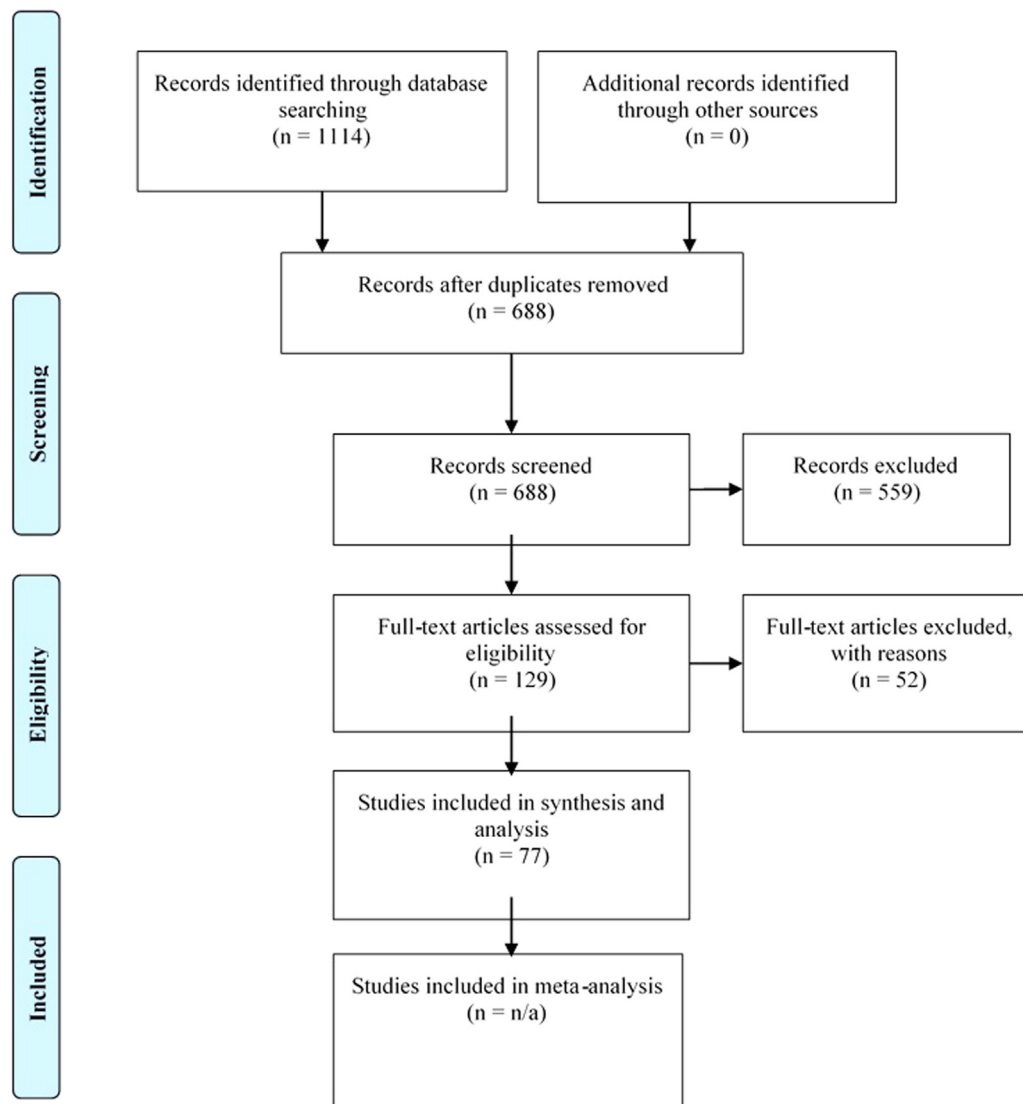 Identification
Records identified through database
searching
(n = 1114)
Additional records identified
through other sources
(n = 0)
Records after duplicates removed
(n = 688)
Screening
Records screened
(n = 688)
Records excluded
(n = 559)
Eligibility
Full-text articles assessed for
eligibility
(n = 129)
Full-text articles excluded,
with reasons
(n = 52)
Studies included in synthesis and
analysis
(n = 77)
Included
Studies included in meta-analysis
(n = n/a)